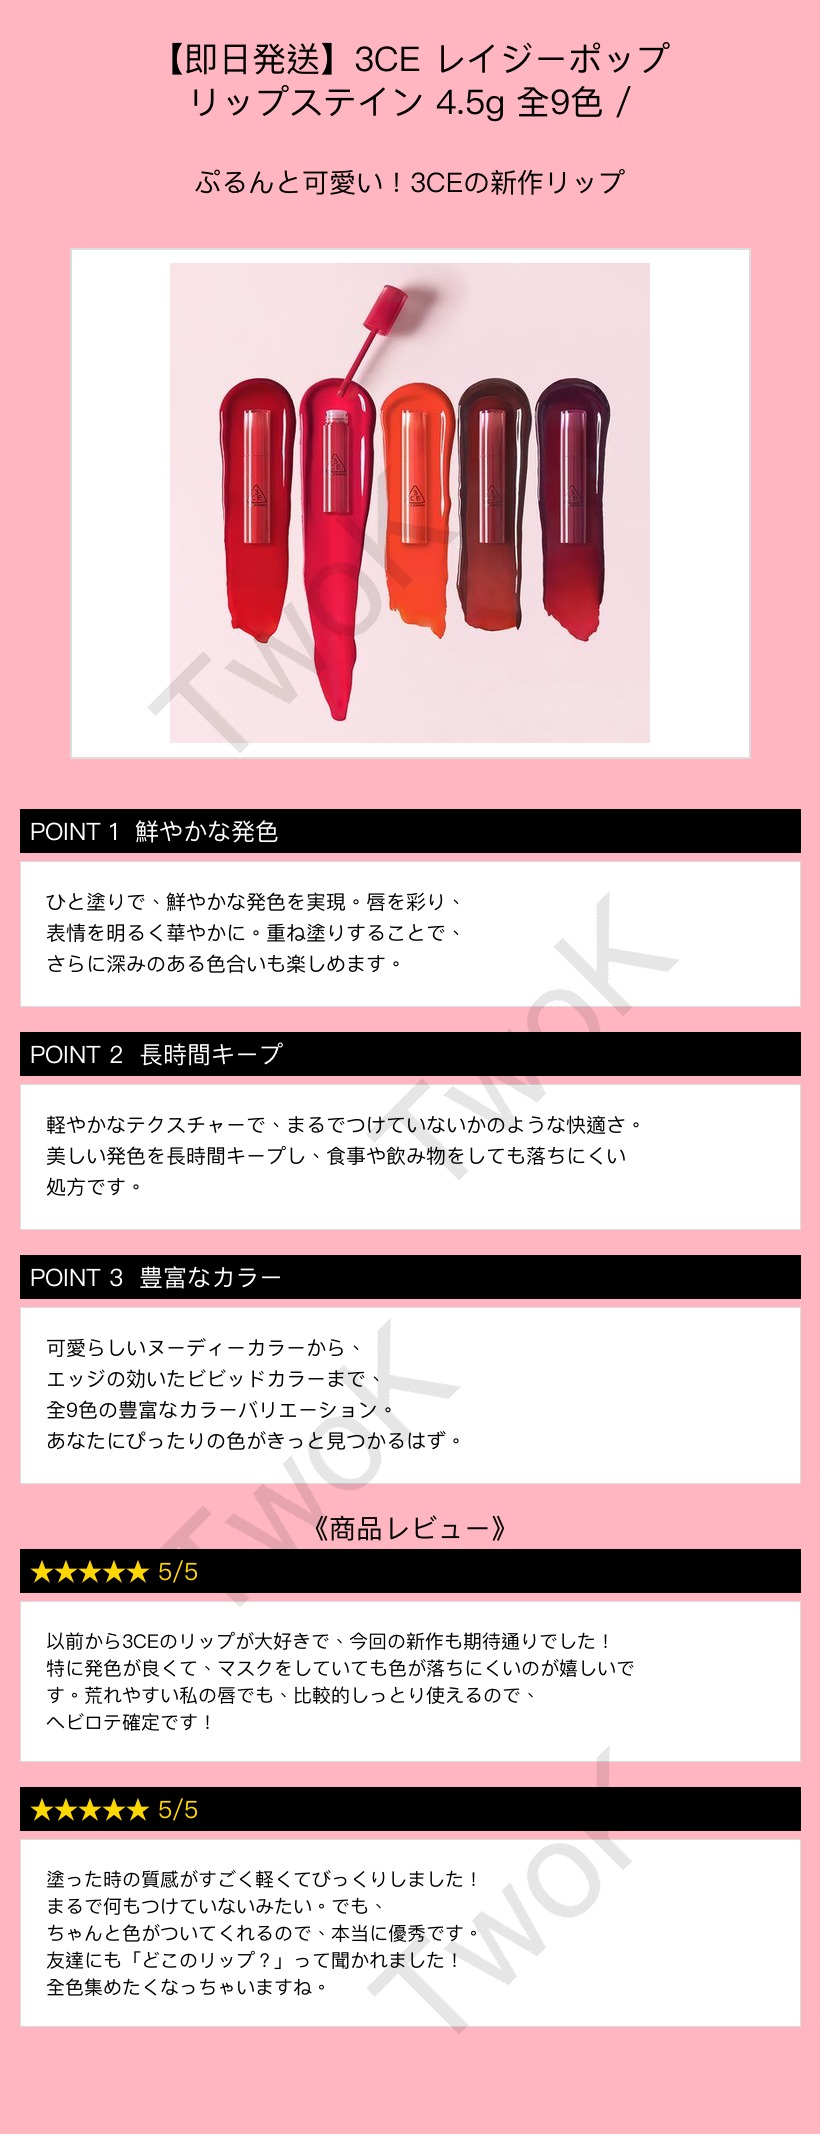 【即日発送】3CE レイジーポップ
リップステイン 4.5g 全9色 /
ぷるんと可愛い！3CEの新作リップ
3
CE
3
CE
3
CE
3
CE
3
CE
TwoK
POINT 1 鮮やかな発色
ひと塗りで、鮮やかな発色を実現。唇を彩り、
表情を明るく華やかに。重ね塗りすることで、
さらに深みのある色合いも楽しめます。
TwoK
POINT 2 長時間キープ
軽やかなテクスチャーで、まるでつけていないかのような快適さ。
美しい発色を長時間キープし、食事や飲み物をしても落ちにくい
処方です。
POINT 3 豊富なカラー
可愛らしいヌーディーカラーから、
エッジの効いたビビッドカラーまで、
全9色の豊富なカラーバリエーション。
あなたにぴったりの色がきっと見つかるはず。
TwoK
《商品レビュー》
★★★★★ 5/5
以前から3CEのリップが大好きで、今回の新作も期待通りでした！
特に発色が良くて、マスクをしていても色が落ちにくいのが嬉しいで
す。荒れやすい私の唇でも、比較的しっとり使えるので、
ヘビロテ確定です！
★★★★★ 5/5
塗った時の質感がすごく軽くてびっくりしました！
まるで何もつけていないみたい。でも、
ちゃんと色がついてくれるので、本当に優秀です。
友達にも「どこのリップ？」って聞かれました！
全色集めたくなっちゃいますね。
TwoK